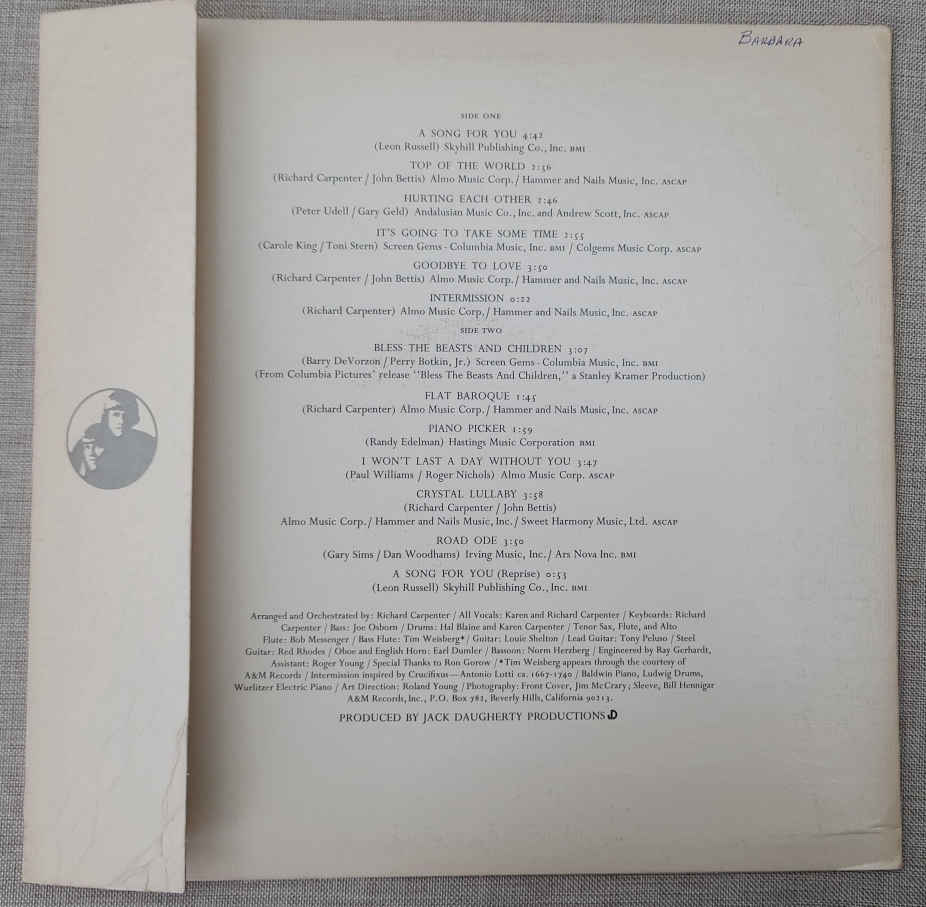 BARBARA
SIDE ONE
A SONG FOR YOU 4:42
(Leon Russell) Skyhill Publishing Co., Inc. BMI
TOP OF THE WORLD 2:56
(Richard Carpenter / John Bettis) Almo Music Corp. / Hammer and Nails Music, Inc. ASCAP
HURTING EACH OTHER 2:46
(Peter Udell / Gary Geld) Andalusian Music Co., Inc. and Andrew Scott, Inc. ASCAP
IT'S GOING TO TAKE SOME TIME 2:55
(Carole King / Toni Stern) Screen Gems - Columbia Music, Inc. BMI / Colgems Music Corp. ASCAP
GOODBYE TO LOVE 3:50
(Richard Carpenter / John Bettis) Almo Music Corp. / Hammer and Nails Music, Inc. ASCAP
INTERMISSION 0:22
(Richard Carpenter) Almo Music Corp. / Hammer and Nails Music, Inc. ASCAP
SIDE TWO
BLESS THE BEASTS AND CHILDREN 3:07
(Barry DeVorzon / Perry Botkin, Jr.) Screen Gems - Columbia Music, Inc. BMI
(From Columbia Pictures' release "Bless The Beasts And Children," a Stanley Kramer Production)
FLAT BAROQUE 1:45
(Richard Carpenter) Almo Music Corp. / Hammer and Nails Music, Inc. ASCAP
PIANO PICKER 1:59
(Randy Edelman) Hastings Music Corporation BMI
I WON'T LAST A DAY WITHOUT YOU 3:47
(Paul Williams / Roger Nichols) Almo Music Corp. ASCAP
CRYSTAL LULLABY 3:58
(Richard Carpenter / John Bettis)
Almo Music Corp. / Hammer and Nails Music, Inc. / Sweet Harmony Music, Ltd. ASCAP
ROAD ODE 3:50
(Gary Sims / Dan Woodhams) Irving Music, Inc. / Ars Nova Inc. BMI
A SONG FOR YOU (Reprise) 0:53
(Leon Russell) Skyhill Publishing Co., Inc. BMI
Arranged and Orchestrated by: Richard Carpenter / All Vocals: Karen and Richard Carpenter / Keyboards: Richard
Carpenter / Bass: Joe Osborn / Drums: Hal Blaine and Karen Carpenter / Tenor Sax, Flute, and Alto
Flute: Bob Messenger / Bass Flute: Tim Weisberg* / Guitar: Louie Shelton / Lead Guitar: Tony Peluso / Steel
Guitar: Red Rhodes / Oboe and English Horn: Earl Dumler / Bassoon: Norm Herzberg / Engineered by Ray Gerhardt,
Assistant: Roger Young / Special Thanks to Ron Gorow / *Tim Weisberg appears through the courtesy of
A&M Records / Intermission inspired by Crucifixus—Antonio Lotti ca. 1667-1740 / Baldwin Piano, Ludwig Drums,
Wurlitzer Electric Piano / Art Direction: Roland Young / Photography: Front Cover, Jim McCrary; Sleeve, Bill Hennigar
A&M Records, Inc., P.O. Box 782, Beverly Hills, California 90213.
PRODUCED BY JACK DAUGHERTY PRODUCTIONS JD